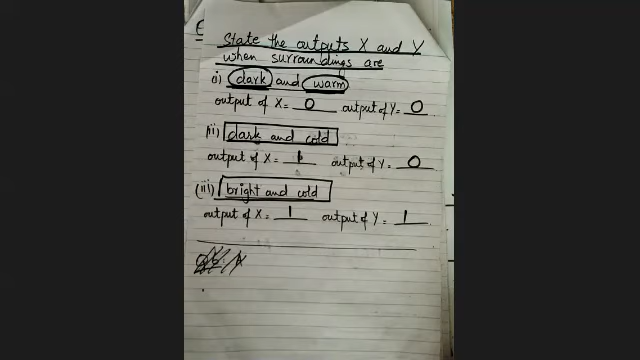 State the outputs X and Y
when surroundings are
(i) dark and warm
output of X = 0 output of Y = 0
(ii) dark and cold
output of X = 1 output of Y = 0
(iii) bright and cold
output of X = 1 output of Y = 1